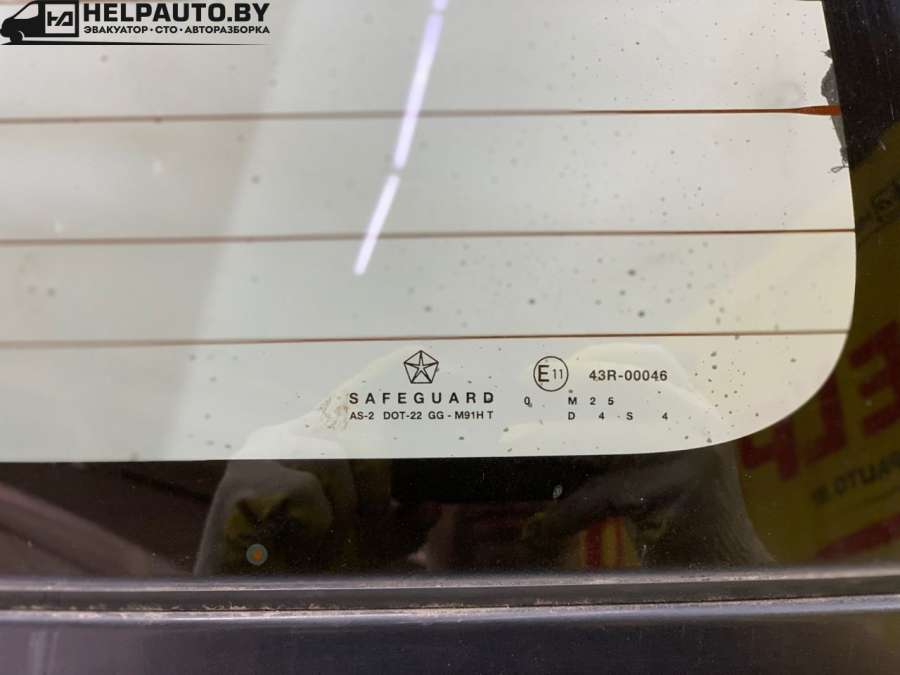 HELPAUTO.BY
ЭВАКУАТОР • СТО • АВТОРАЗБОРКА
E11 43R-00046
SAFEGUARD 0 M 2 5
AS-2 DOT-22 GG - M91H T D 4 - S 4